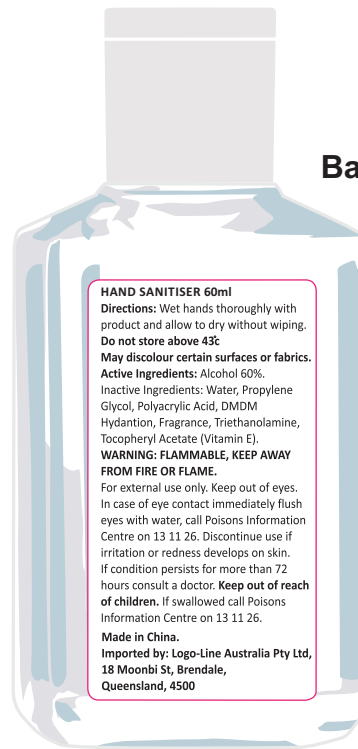 Ba
HAND SANITISER 60ml
Directions: Wet hands thoroughly with
product and allow to dry without wiping.
Do not store above 43°c
May discolour certain surfaces or fabrics.
Active Ingredients: Alcohol 60%.
Inactive Ingredients: Water, Propylene
Glycol, Polyacrylic Acid, DMDM
Hydantion, Fragrance, Triethanolamine,
Tocopheryl Acetate (Vitamin E).
WARNING: FLAMMABLE, KEEP AWAY
FROM FIRE OR FLAME.
For external use only. Keep out of eyes.
In case of eye contact immediately flush
eyes with water, call Poisons Information
Centre on 13 11 26. Discontinue use if
irritation or redness develops on skin.
If condition persists for more than 72
hours consult a doctor. Keep out of reach
of children. If swallowed call Poisons
Information Centre on 13 11 26.
Made in China.
Imported by: Logo-Line Australia Pty Ltd,
18 Moonbi St, Brendale,
Queensland, 4500